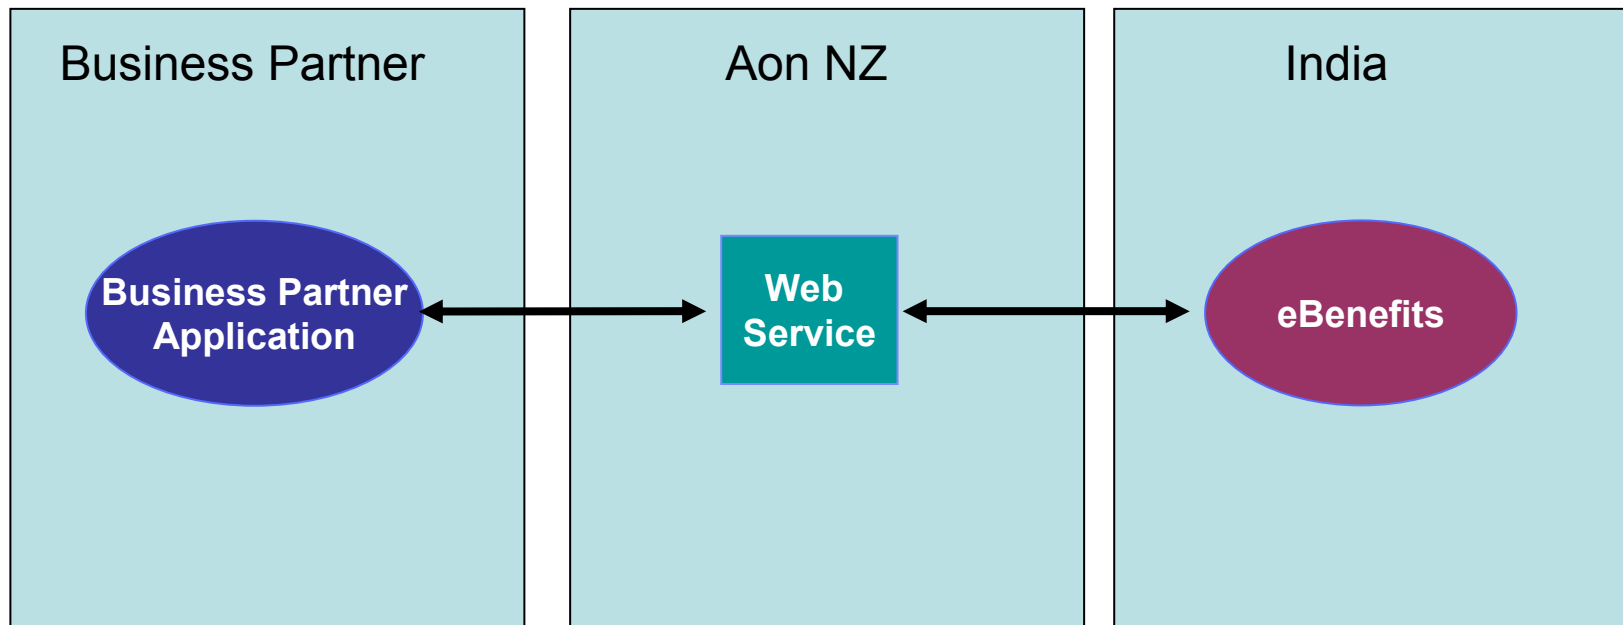 Business Partner
Aon NZ
India
Business Partner
Application
Web
Service
eBenefits